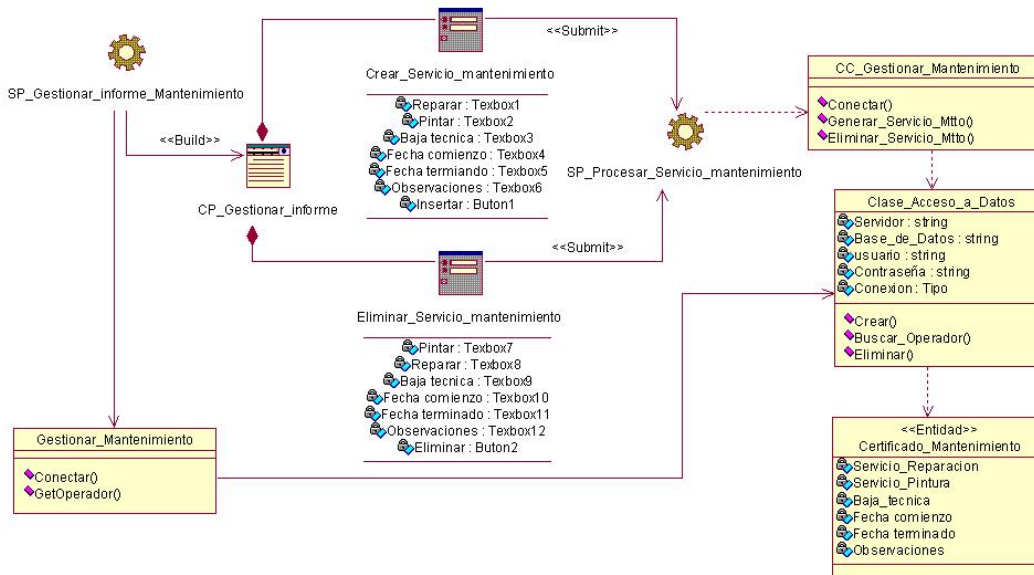 SP_Gestionar_informe_Mantenimiento
<<Build>>
CP_Gestionar_informe
Crear_Servicio_mantenimiento
Reparar : Texbox1
Pintar : Texbox2
Baja tecnica : Texbox3
Fecha comienzo : Texbox4
Fecha termiando : Texbox5
Observaciones : Texbox6
Insertar : Buton1
<<Submit>>
SP_Procesar_Servicio_mantenimiento
<<Submit>>
Eliminar_Servicio_mantenimiento
Pintar : Texbox7
Reparar : Texbox8
Baja tecnica : Texbox9
Fecha comienzo : Texbox10
Fecha terminado : Texbox11
Observaciones : Texbox12
Eliminar : Buton2
Gestionar_Mantenimiento
Conectar()
GetOperador()
CC_Gestionar_Mantenimiento
Conectar()
Generar_Servicio_Mtto()
Eliminar_Servicio_Mtto()
Clase_Acceso_a_Datos
Servidor : string
Base_de_Datos : string
usuario : string
Contraseña : string
Conexion : Tipo
Crear()
Buscar_Operador()
Eliminar()
<<Entidad>>
Certificado_Mantenimiento
Servicio_Reparacion
Servicio_Pintura
Baja_tecnica
Fecha comienzo
Fecha terminado
Observaciones